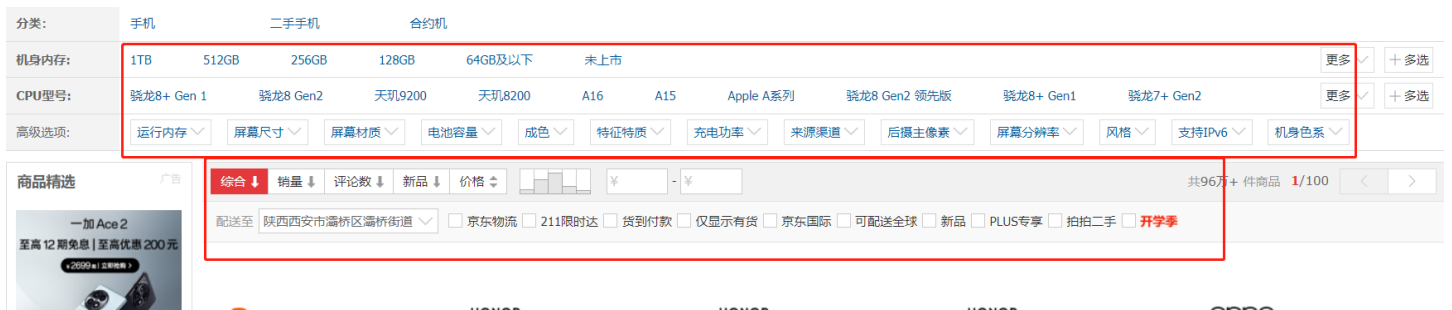 分类: 手机 二手手机 合约机
机身内存: 1TB 512GB 256GB 128GB 64GB及以下 未上市 更多 多选
CPU型号: 骁龙8+ Gen 1 骁龙8 Gen2 天玑9200 天玑8200 A16 A15 Apple A系列 骁龙8 Gen2 领先版 骁龙8+ Gen1 骁龙7+ Gen2 更多 多选
高级选项: 运行内存 屏幕尺寸 屏幕材质 电池容量 成色 特征特质 充电功率 来源渠道 后摄主像素 屏幕分辨率 风格 支持IPv6 机身色系
商品精选 广告
综合 销量 评论数 新品 价格 ¥ - ¥ 共96万+ 件商品 1/100
配送至 陕西西安市灞桥区灞桥街道 京东物流 211限时达 货到付款 仅显示有货 京东国际 可配送全球 新品 PLUS专享 拍拍二手 开学季
一加 Ace 2
至高 12 期免息 | 至高优惠 200 元
¥2699起 | 立即抢购 >
HONOR HONOR HONOR OPPO